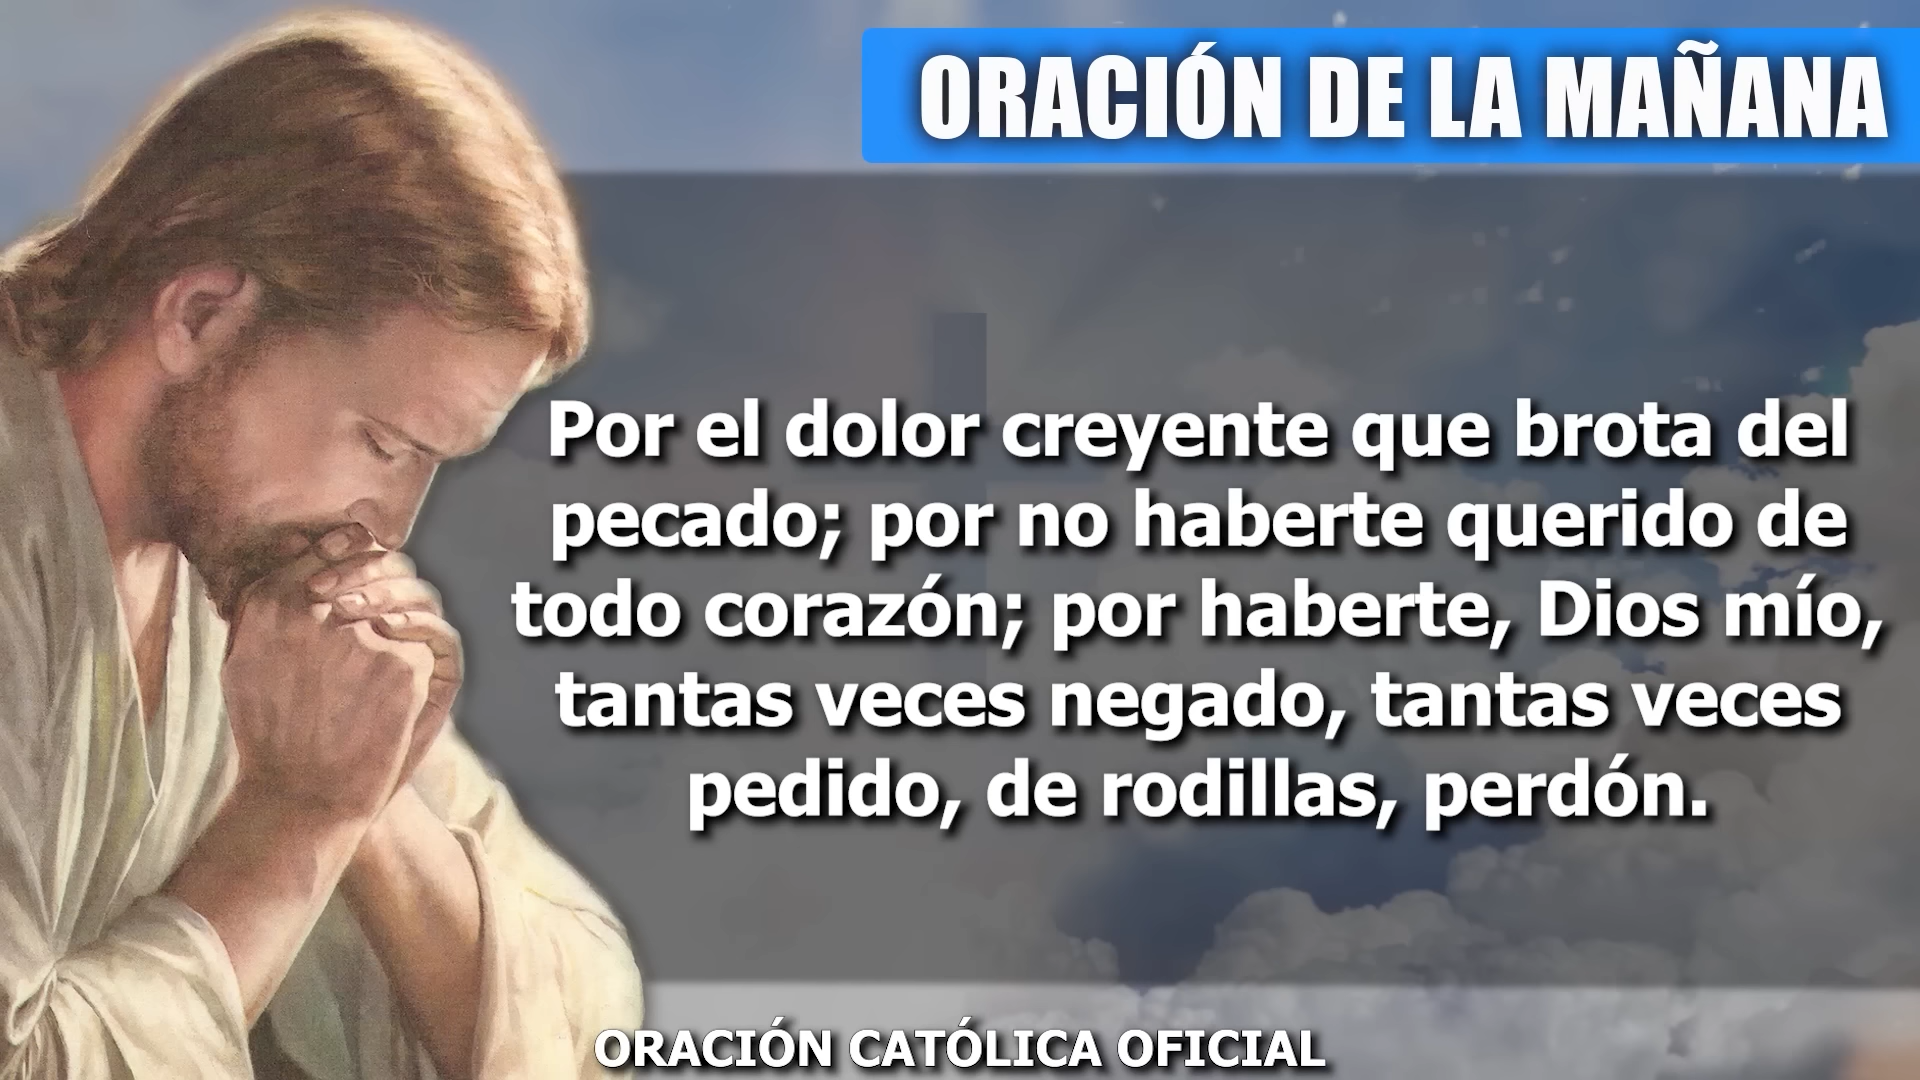 ORACIÓN DE LA MAÑANA
Por el dolor creyente que brota del
pecado; por no haberte querido de
todo corazón; por haberte, Dios mío,
tantas veces negado, tantas veces
pedido, de rodillas, perdón.
ORACIÓN CATÓLICA OFICIAL